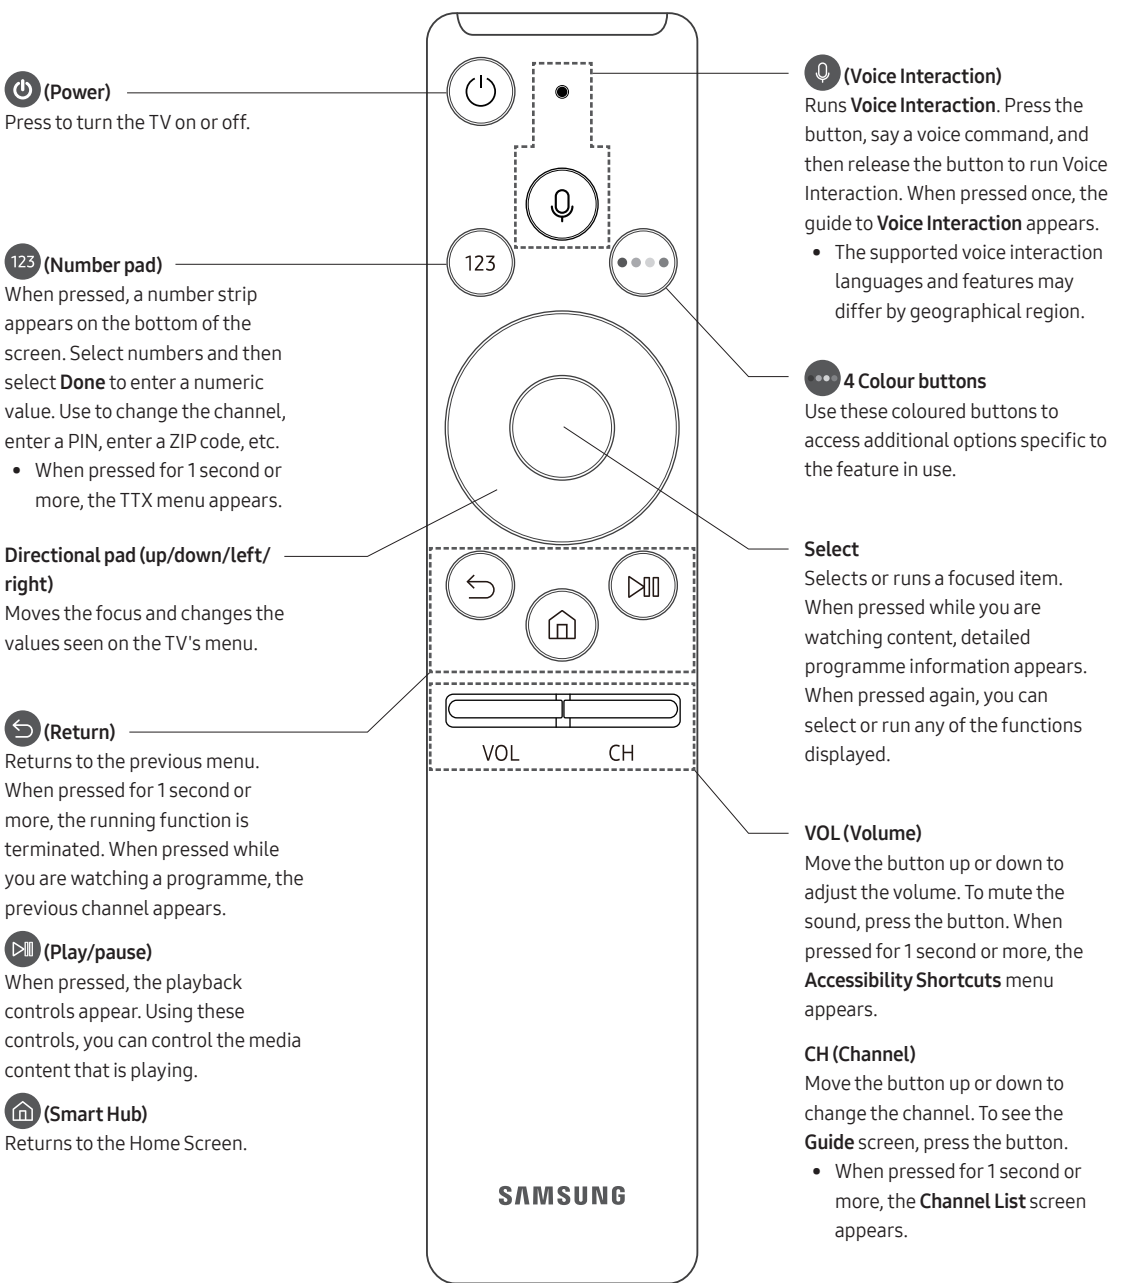 (Power)
Press to turn the TV on or off.
123 (Number pad)
When pressed, a number strip
appears on the bottom of the
screen. Select numbers and then
select Done to enter a numeric
value. Use to change the channel,
enter a PIN, enter a ZIP code, etc.
• When pressed for 1 second or
more, the TTX menu appears.
Directional pad (up/down/left/
right)
Moves the focus and changes the
values seen on the TV's menu.
(Return)
Returns to the previous menu.
When pressed for 1 second or
more, the running function is
terminated. When pressed while
you are watching a programme, the
previous channel appears.
(Play/pause)
When pressed, the playback
controls appear. Using these
controls, you can control the media
content that is playing.
(Smart Hub)
Returns to the Home Screen.
123
VOL CH
SAMSUNG
(Voice Interaction)
Runs Voice Interaction. Press the
button, say a voice command, and
then release the button to run Voice
Interaction. When pressed once, the
guide to Voice Interaction appears.
• The supported voice interaction
languages and features may
differ by geographical region.
4 Colour buttons
Use these coloured buttons to
access additional options specific to
the feature in use.
Select
Selects or runs a focused item.
When pressed while you are
watching content, detailed
programme information appears.
When pressed again, you can
select or run any of the functions
displayed.
VOL (Volume)
Move the button up or down to
adjust the volume. To mute the
sound, press the button. When
pressed for 1 second or more, the
Accessibility Shortcuts menu
appears.
CH (Channel)
Move the button up or down to
change the channel. To see the
Guide screen, press the button.
• When pressed for 1 second or
more, the Channel List screen
appears.